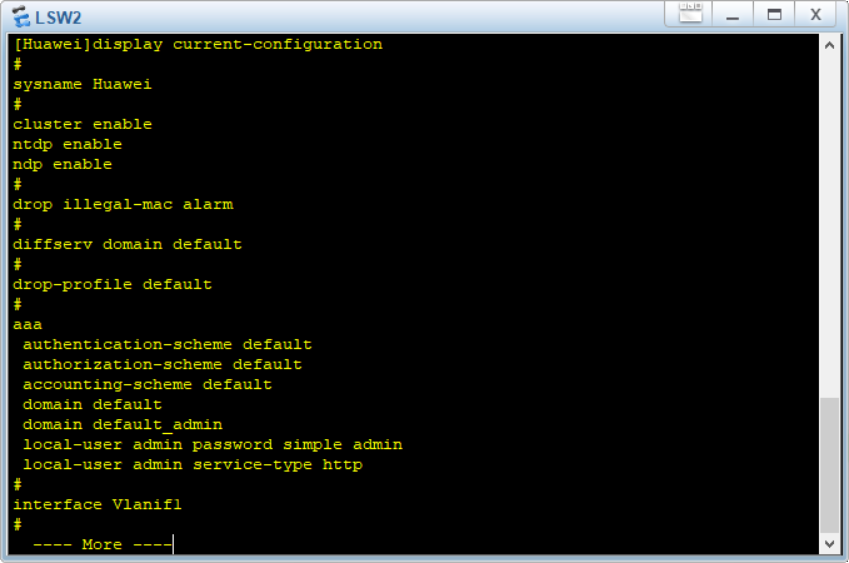 LSW2
[Huawei]display current-configuration
#
sysname Huawei
#
cluster enable
ntdp enable
ndp enable
#
drop illegal-mac alarm
#
diffserv domain default
#
drop-profile default
#
aaa
 authentication-scheme default
 authorization-scheme default
 accounting-scheme default
 domain default
 domain default_admin
 local-user admin password simple admin
 local-user admin service-type http
#
interface Vlanif1
#
  ---- More ----